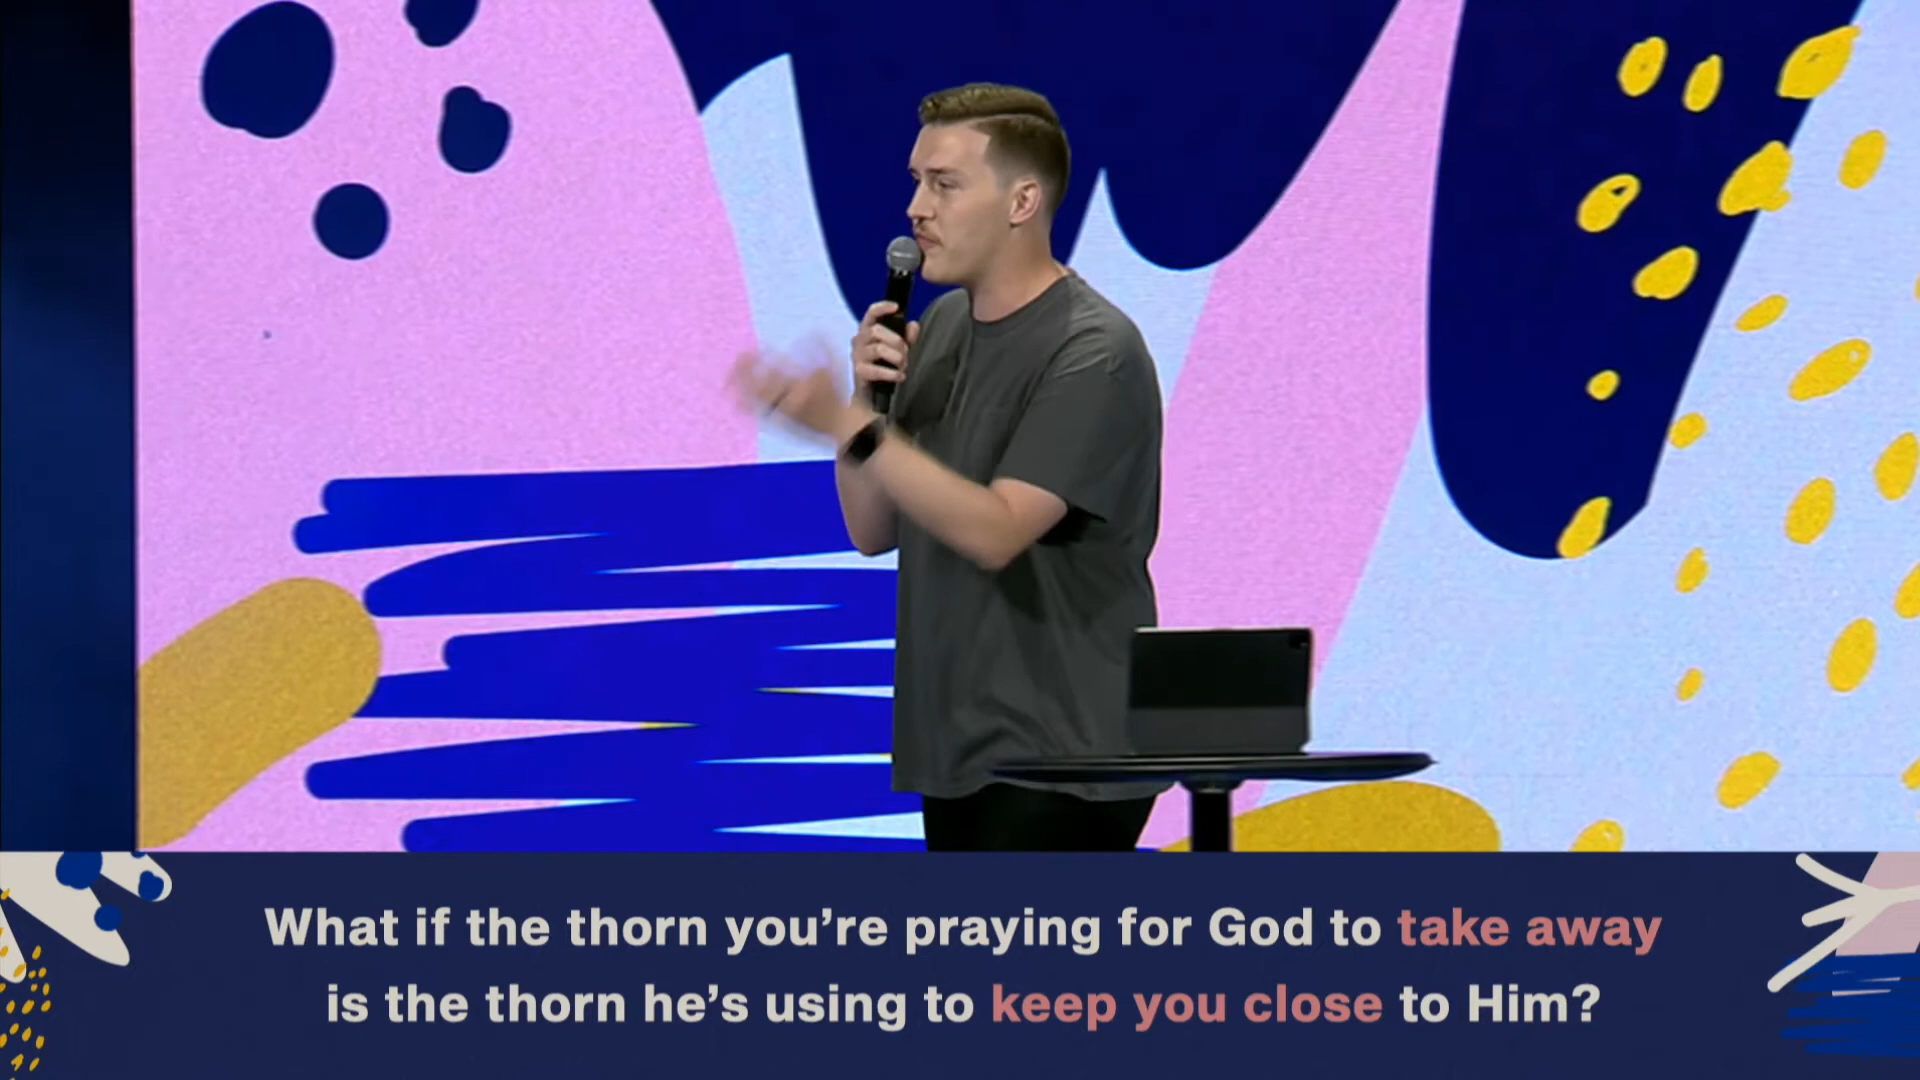 What if the thorn you’re praying for God to take away
is the thorn he’s using to keep you close to Him?